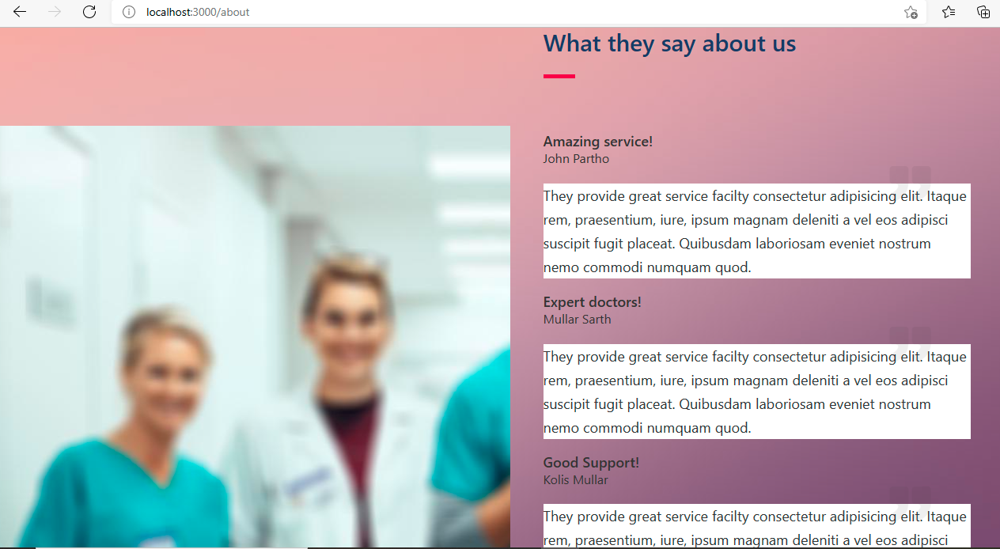 localhost:3000/about
What they say about us
Amazing service!
John Partho
They provide great service facilty consectetur adipisicing elit. Itaque
rem, praesentium, iure, ipsum magnam deleniti a vel eos adipisci
suscipit fugit placeat. Quibusdam laboriosam eveniet nostrum
nemo commodi numquam quod.
Expert doctors!
Mullar Sarth
They provide great service facilty consectetur adipisicing elit. Itaque
rem, praesentium, iure, ipsum magnam deleniti a vel eos adipisci
suscipit fugit placeat. Quibusdam laboriosam eveniet nostrum
nemo commodi numquam quod.
Good Support!
Kolis Mullar
They provide great service facilty consectetur adipisicing elit. Itaque
rem, praesentium, iure, ipsum magnam deleniti a vel eos adipisci